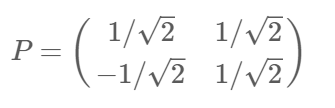 P = ( 1/√2 1/√2
-1/√2 1/√2 )